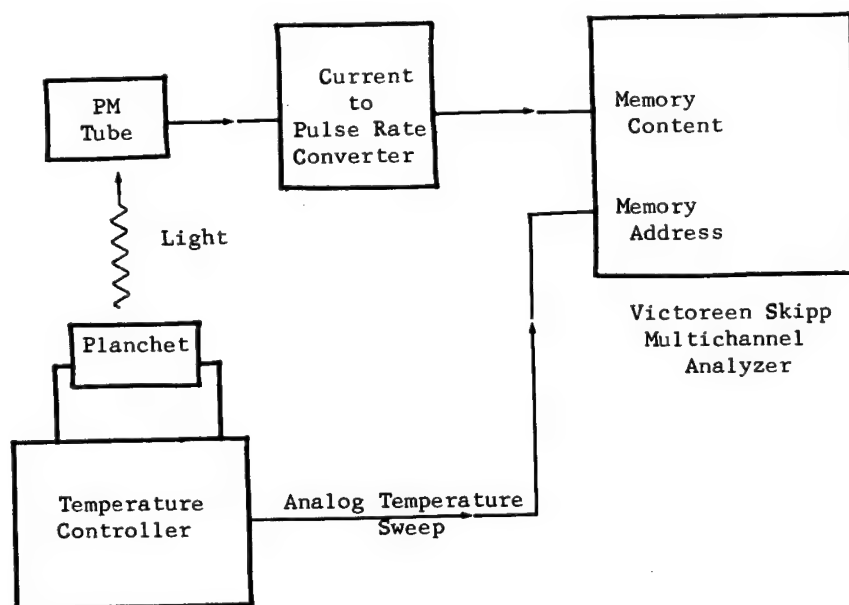 PM
Tube
Current
to
Pulse Rate
Converter
Memory
Content
Memory
Address
Light
Planchet
Victoreen Skipp
Multichannel
Analyzer
Temperature
Controller
Analog Temperature
Sweep